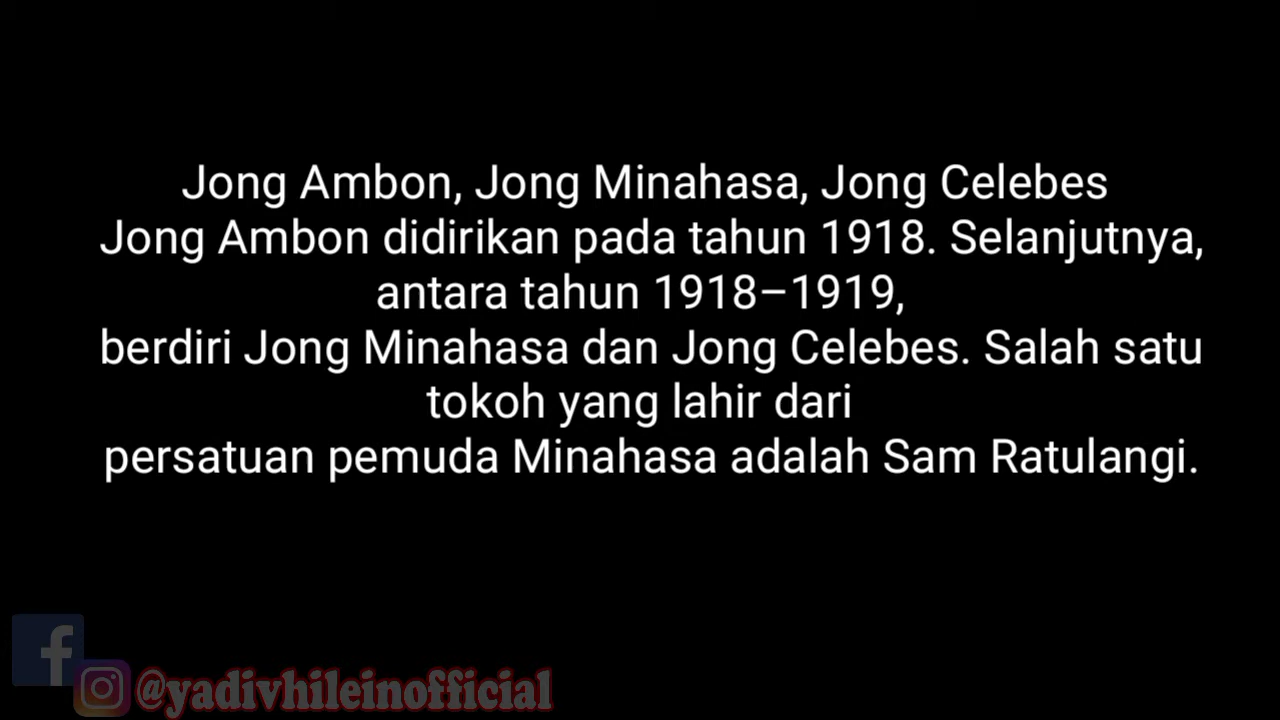 Jong Ambon, Jong Minahasa, Jong Celebes
Jong Ambon didirikan pada tahun 1918. Selanjutnya,
antara tahun 1918–1919,
berdiri Jong Minahasa dan Jong Celebes. Salah satu
tokoh yang lahir dari
persatuan pemuda Minahasa adalah Sam Ratulangi.
@yadivhileinofficial